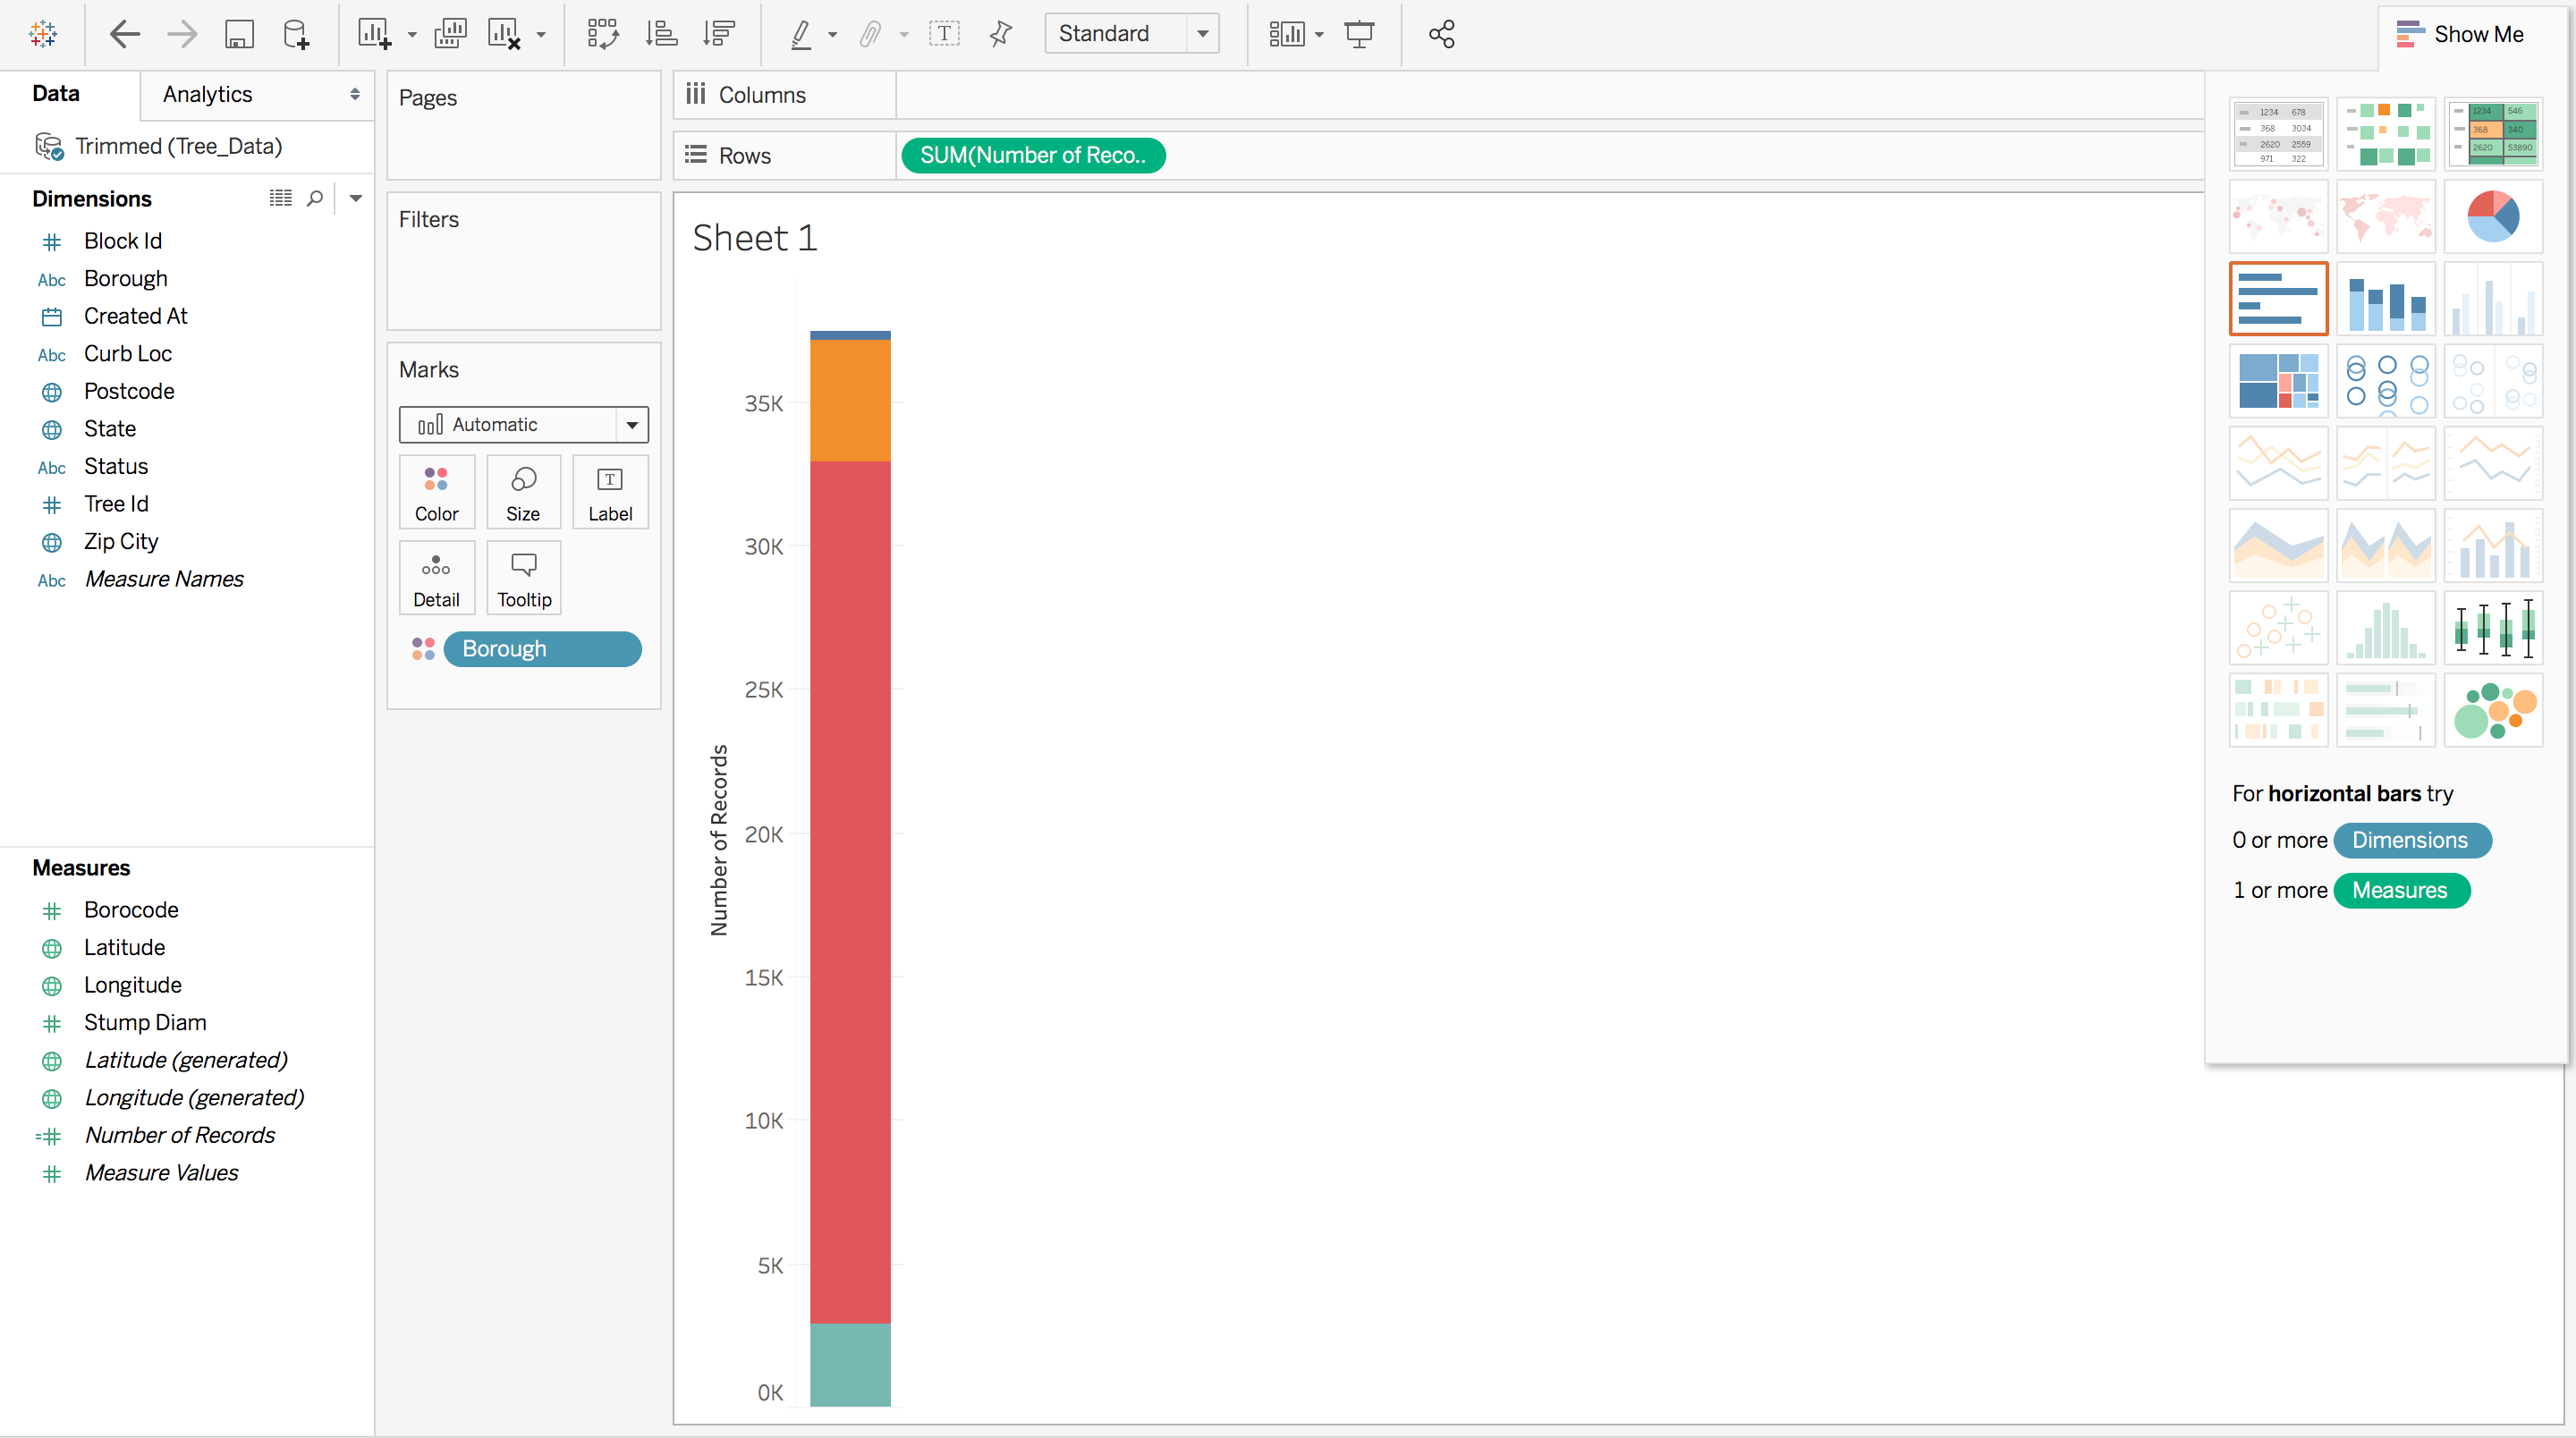 Standard
Show Me
Data
Analytics
Trimmed (Tree_Data)
Dimensions
Block Id
Abc Borough
Created At
Abc Curb Loc
Postcode
State
Abc Status
Tree Id
Zip City
Abc Measure Names
Measures
Borocode
Latitude
Longitude
Stump Diam
Latitude (generated)
Longitude (generated)
=# Number of Records
Measure Values
Pages
Filters
Marks
Automatic
Color
Size
T
Label
Detail
Tooltip
Borough
Columns
Rows
SUM(Number of Reco..
Sheet 1
Number of Records
35K
30K
25K
20K
15K
10K
5K
0K
1234 678
368 3034
2620 2559
971 322
1234 546
368 340
2620 53890
For horizontal bars try
0 or more Dimensions
1 or more Measures